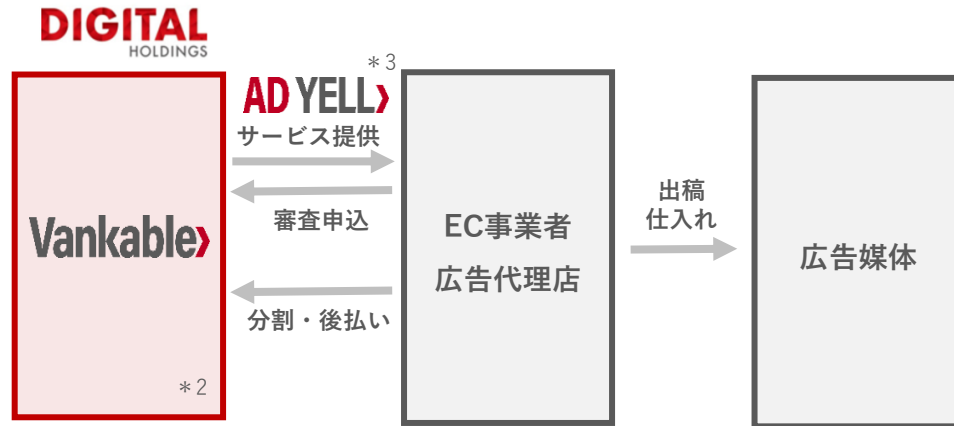 DIGITAL
HOLDINGS
Vankable
＊2
＊3
AD YELL
サービス提供
審査申込
分割・後払い
EC事業者
広告代理店
出稿
仕入れ
広告媒体